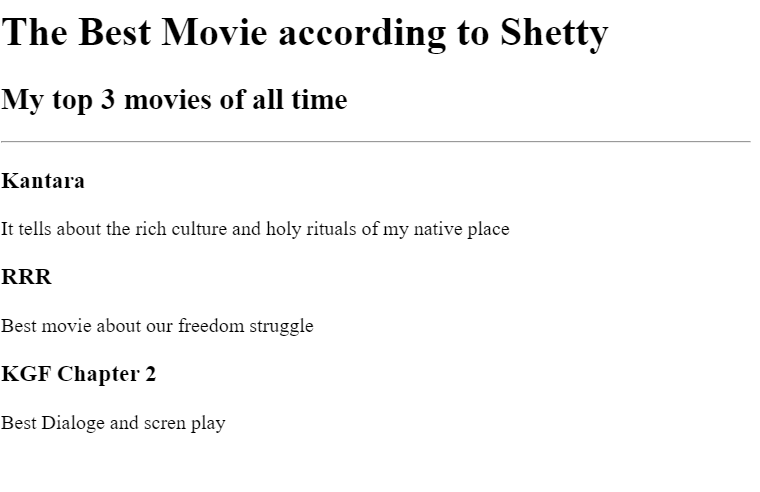 The Best Movie according to Shetty
My top 3 movies of all time
Kantara
It tells about the rich culture and holy rituals of my native place
RRR
Best movie about our freedom struggle
KGF Chapter 2
Best Dialoge and scren play